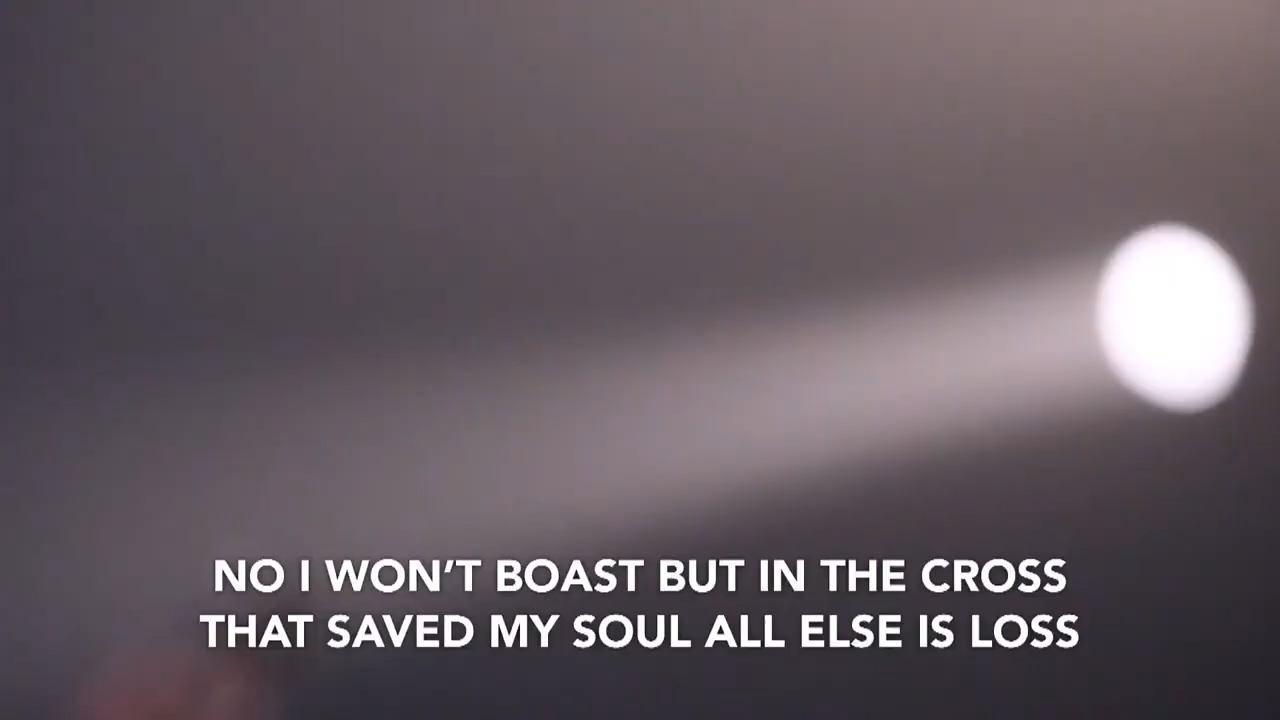 NO I WON’T BOAST BUT IN THE CROSS
THAT SAVED MY SOUL ALL ELSE IS LOSS